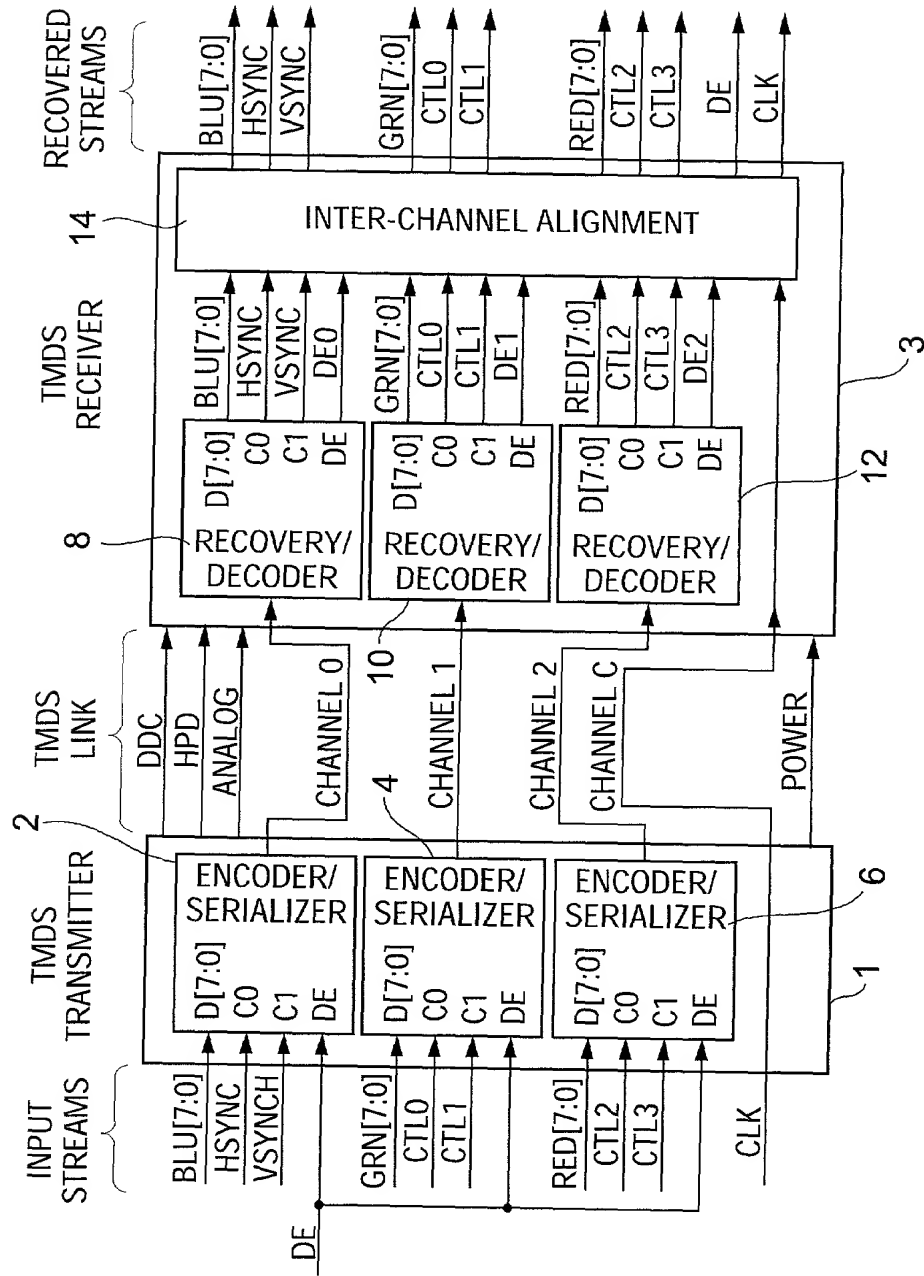 INPUT
STREAMS
TMDS
TRANSMITTER
TMDS
LINK
TMDS
RECEIVER
RECOVERED
STREAMS
BLU[7:0]
HSYNC
VSYNCH
DE
GRN[7:0]
CTL0
CTL1
RED[7:0]
CTL2
CTL3
CLK
2
D[7:0]
C0
C1
DE
ENCODER/
SERIALIZER
4
D[7:0]
C0
C1
DE
ENCODER/
SERIALIZER
6
D[7:0]
C0
C1
DE
ENCODER/
SERIALIZER
1
DDC
HPD
ANALOG
CHANNEL 0
CHANNEL 1
CHANNEL 2
CHANNEL C
POWER
8
RECOVERY/
DECODER
D[7:0]
C0
C1
DE
10
RECOVERY/
DECODER
D[7:0]
C0
C1
DE
12
RECOVERY/
DECODER
D[7:0]
C0
C1
DE
3
BLU[7:0]
HSYNC
VSYNC
DE0
GRN[7:0]
CTL0
CTL1
DE1
RED[7:0]
CTL2
CTL3
DE2
14
INTER-CHANNEL ALIGNMENT
BLU[7:0]
HSYNC
VSYNC
GRN[7:0]
CTL0
CTL1
RED[7:0]
CTL2
CTL3
DE
CLK